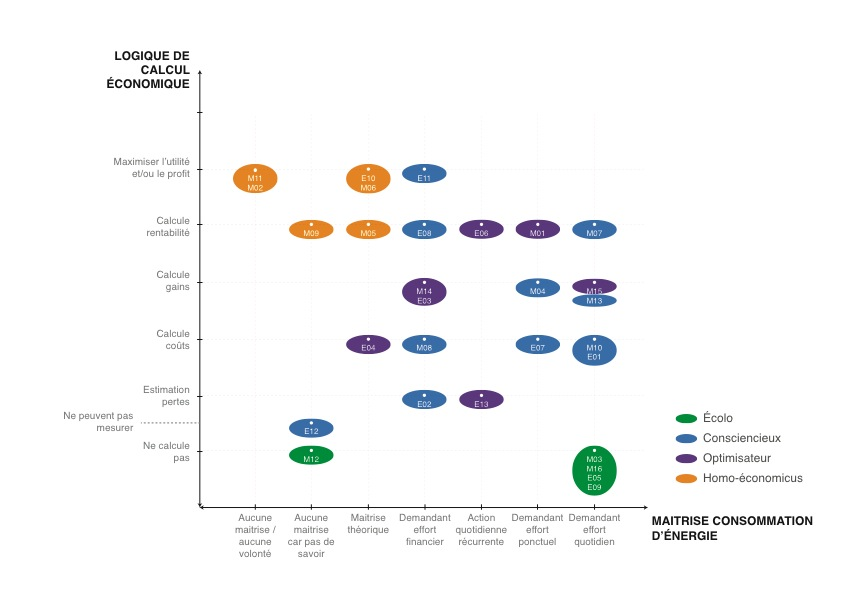 LOGIQUE DE
CALCUL
ÉCONOMIQUE
Maximiser l'utilité
et/ou le profit
M11
M02
E10
M06
E11
Calcule
rentabilité
M09
M05
E08
E06
M01
M07
Calcule
gains
M14
E03
M04
M15
M13
Calcule
coûts
E04
M08
E07
M10
E01
Estimation
pertes
E02
E13
Ne peuvent pas
mesurer
E12
Ne calcule
pas
M12
M03
M16
E05
E09
Écolo
Consciencieux
Optimisateur
Homo-économicus
Aucune
maitrise /
aucune
volonté
Aucune
maitrise
car pas de
savoir
Maitrise
théorique
Demandant
effort
financier
Action
quotidienne
récurrente
Demandant
effort
ponctuel
Demandant
effort
quotidien
MAITRISE CONSOMMATION
D'ÉNERGIE